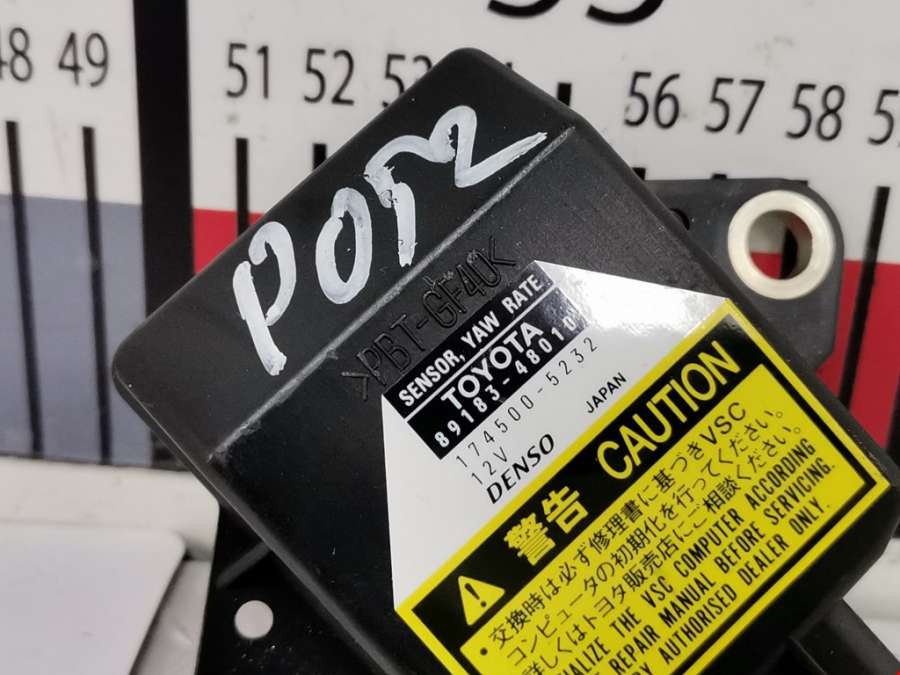 48 49 51 52 53 56 57 58
>PBT-GF40<
SENSOR, YAW RATE
TOYOTA
89183-48010
174500-5232
12V
DENSO JAPAN
警告 CAUTION
・交換時は必ず修理書に基づきVSC
コンピュータの初期化を行ってください。
詳しくはトヨタ販売店にご相談ください。
THE VSC COMPUTER ACCORDING
REPAIR MANUAL BEFORE SERVICING.
AUTHORISED DEALER ONLY.